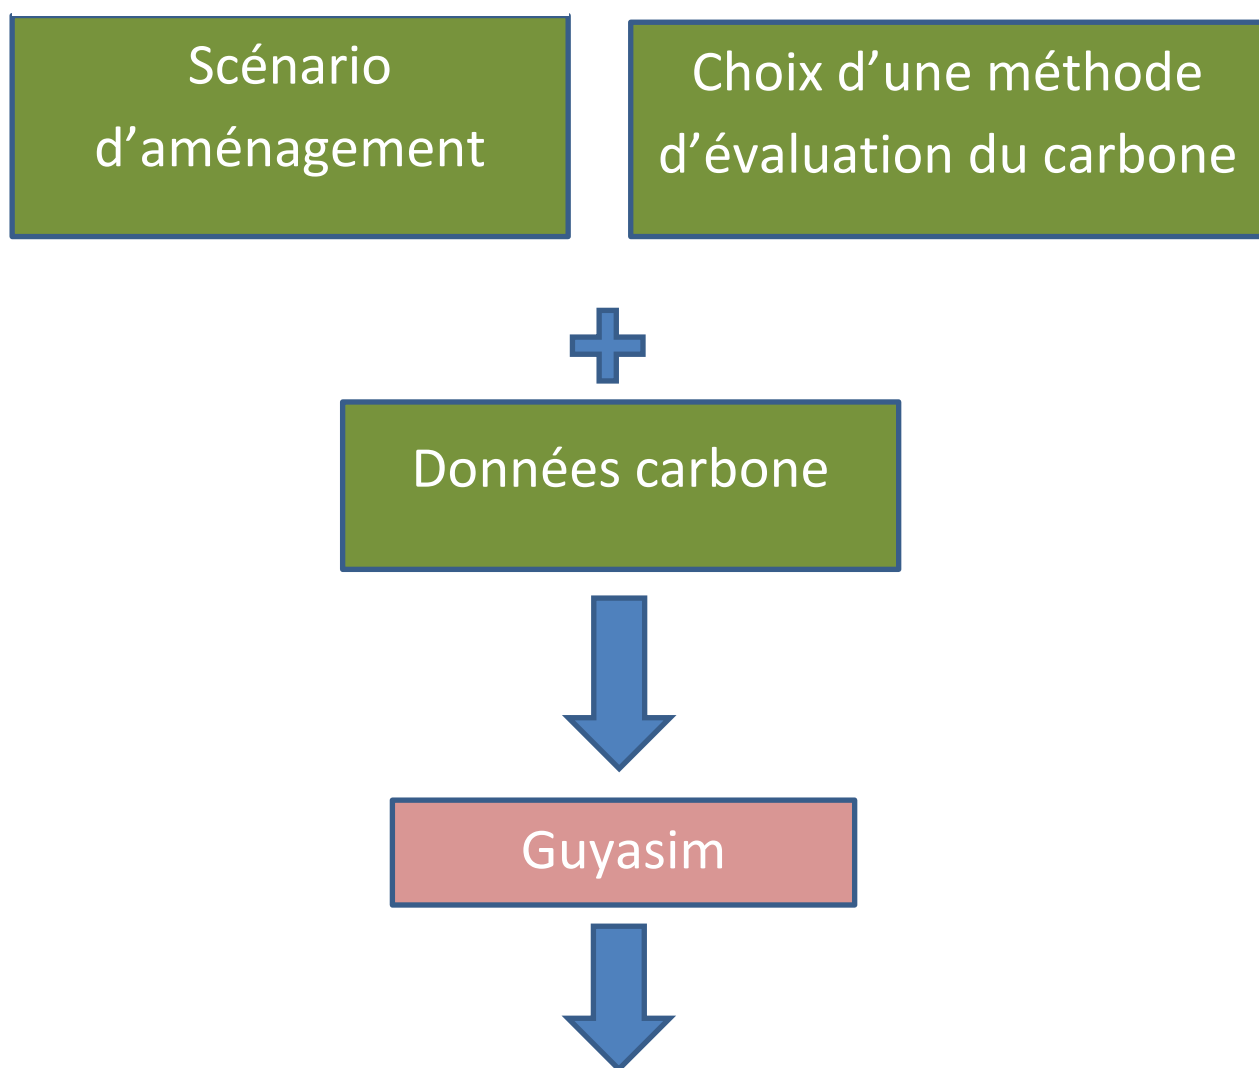 Scénario
d’aménagement
Choix d’une méthode
d’évaluation du carbone
Données carbone
Guyasim